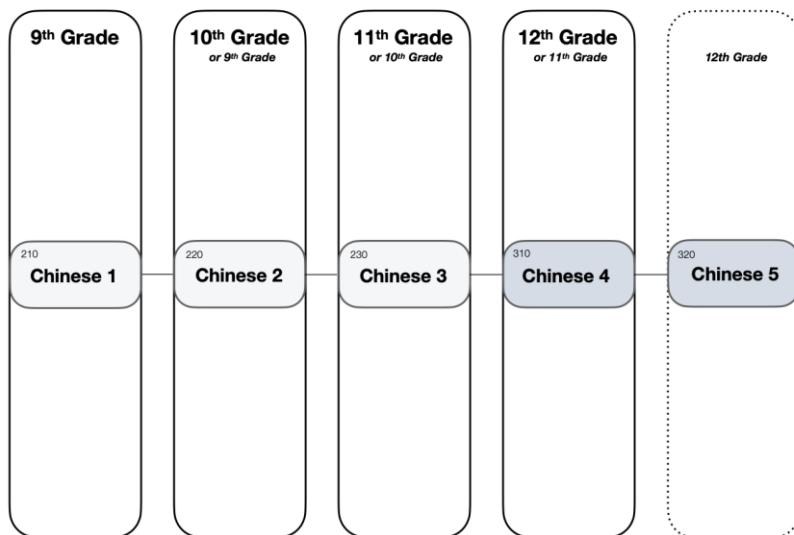 9th Grade
10th Grade
or 9th Grade
11th Grade
or 10th Grade
12th Grade
or 11th Grade
12th Grade
210
Chinese 1
220
Chinese 2
230
Chinese 3
310
Chinese 4
320
Chinese 5